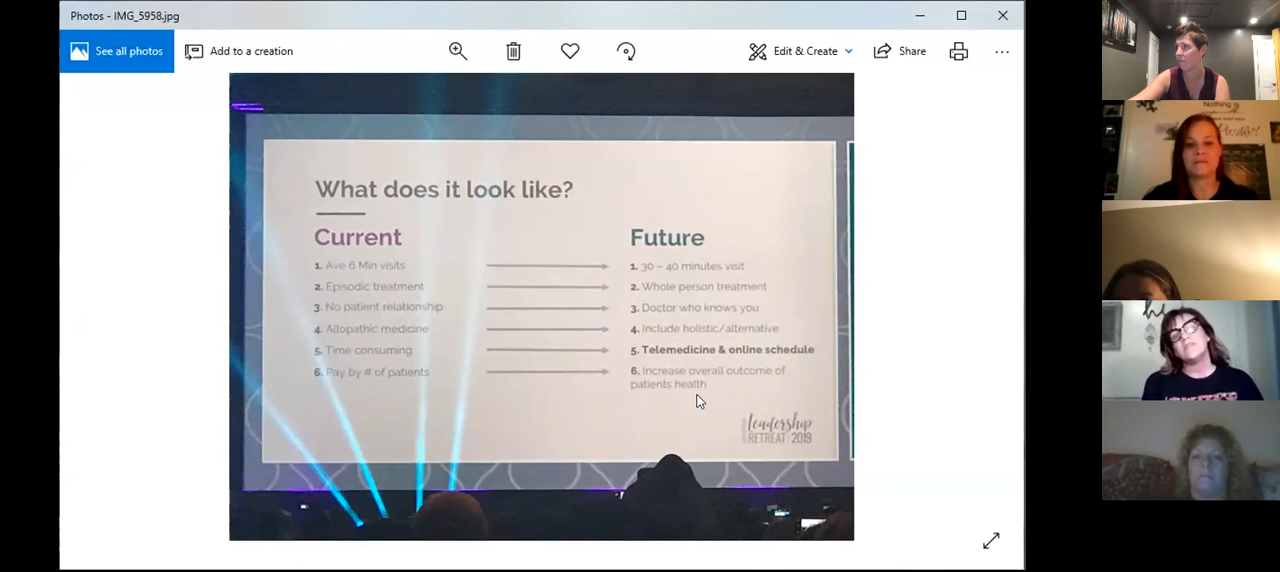 Photos - IMG_5958.jpg
See all photos
Add to a creation
Edit & Create
Share
What does it look like?
Current
1. Ave 6 Min visits
2. Episodic treatment
3. No patient relationship
4. Allopathic medicine
5. Time consuming
6. Pay by # of patients
Future
1. 30 – 40 minutes visit
2. Whole person treatment
3. Doctor who knows you
4. Include holistic/alternative
5. Telemedicine & online schedule
6. Increase overall outcome of
patients health
leadership
RETREAT 2019
Nothing is